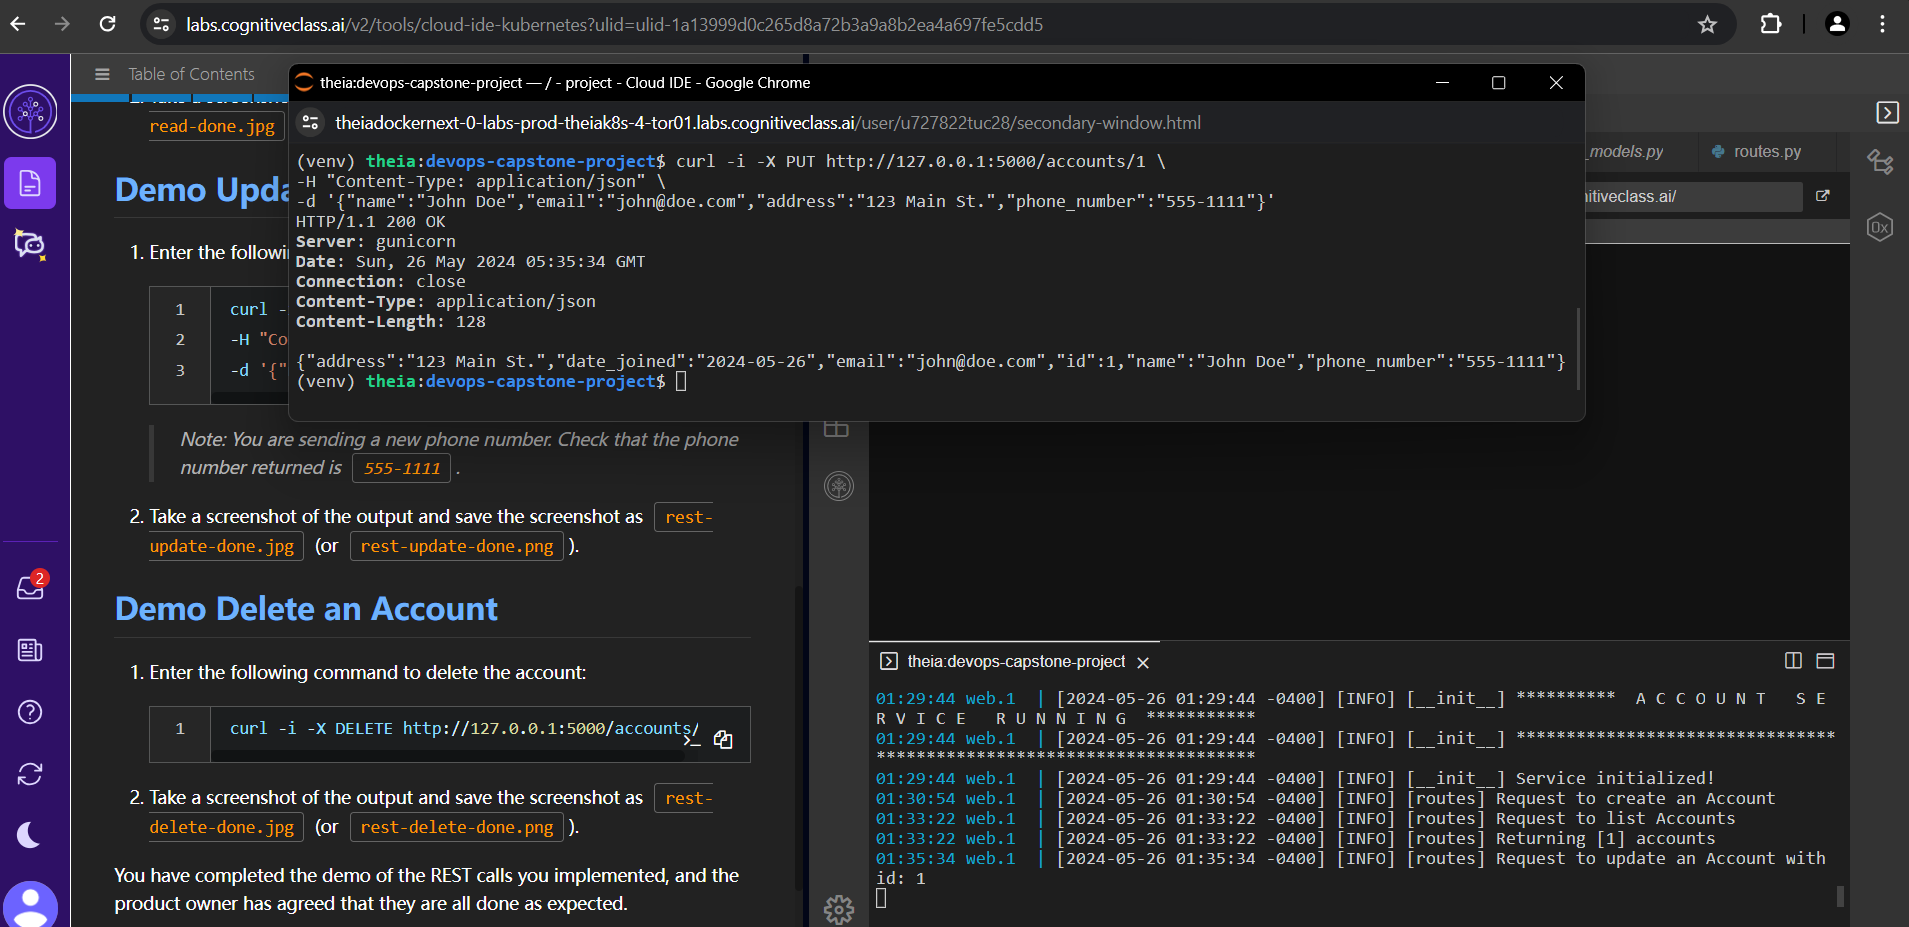 labs.cognitiveclass.ai/v2/tools/cloud-ide-kubernetes?ulid=ulid-1a13999d0c265d8a72b3a9a8b2ea4a697fe5cdd5
Table of Contents
read-done.jpg
Demo Upda
1. Enter the followi
1 curl -
2 -H "Co
3 -d '{"
Note: You are sending a new phone number. Check that the phone
number returned is 555-1111 .
2. Take a screenshot of the output and save the screenshot as rest-
update-done.jpg (or rest-update-done.png ).
Demo Delete an Account
1. Enter the following command to delete the account:
1 curl -i -X DELETE http://127.0.0.1:5000/accounts/
2. Take a screenshot of the output and save the screenshot as rest-
delete-done.jpg (or rest-delete-done.png ).
You have completed the demo of the REST calls you implemented, and the
product owner has agreed that they are all done as expected.
2
theia:devops-capstone-project — / - project - Cloud IDE - Google Chrome
theiadockernext-0-labs-prod-theiak8s-4-tor01.labs.cognitiveclass.ai/user/u727822tuc28/secondary-window.html
(venv) theia:devops-capstone-project$ curl -i -X PUT http://127.0.0.1:5000/accounts/1 \
-H "Content-Type: application/json" \
-d '{"name":"John Doe","email":"john@doe.com","address":"123 Main St.","phone_number":"555-1111"}'
HTTP/1.1 200 OK
Server: gunicorn
Date: Sun, 26 May 2024 05:35:34 GMT
Connection: close
Content-Type: application/json
Content-Length: 128
{"address":"123 Main St.","date_joined":"2024-05-26","email":"john@doe.com","id":1,"name":"John Doe","phone_number":"555-1111"}
(venv) theia:devops-capstone-project$
_models.py routes.py
nitiveclass.ai/
0x
theia:devops-capstone-project
01:29:44 web.1 | [2024-05-26 01:29:44 -0400] [INFO] [__init__] ********** A C C O U N T S E
R V I C E R U N N I N G ***********
01:29:44 web.1 | [2024-05-26 01:29:44 -0400] [INFO] [__init__] ********************************
**************************************
01:29:44 web.1 | [2024-05-26 01:29:44 -0400] [INFO] [__init__] Service initialized!
01:30:54 web.1 | [2024-05-26 01:30:54 -0400] [INFO] [routes] Request to create an Account
01:33:22 web.1 | [2024-05-26 01:33:22 -0400] [INFO] [routes] Request to list Accounts
01:33:22 web.1 | [2024-05-26 01:33:22 -0400] [INFO] [routes] Returning [1] accounts
01:35:34 web.1 | [2024-05-26 01:35:34 -0400] [INFO] [routes] Request to update an Account with
id: 1